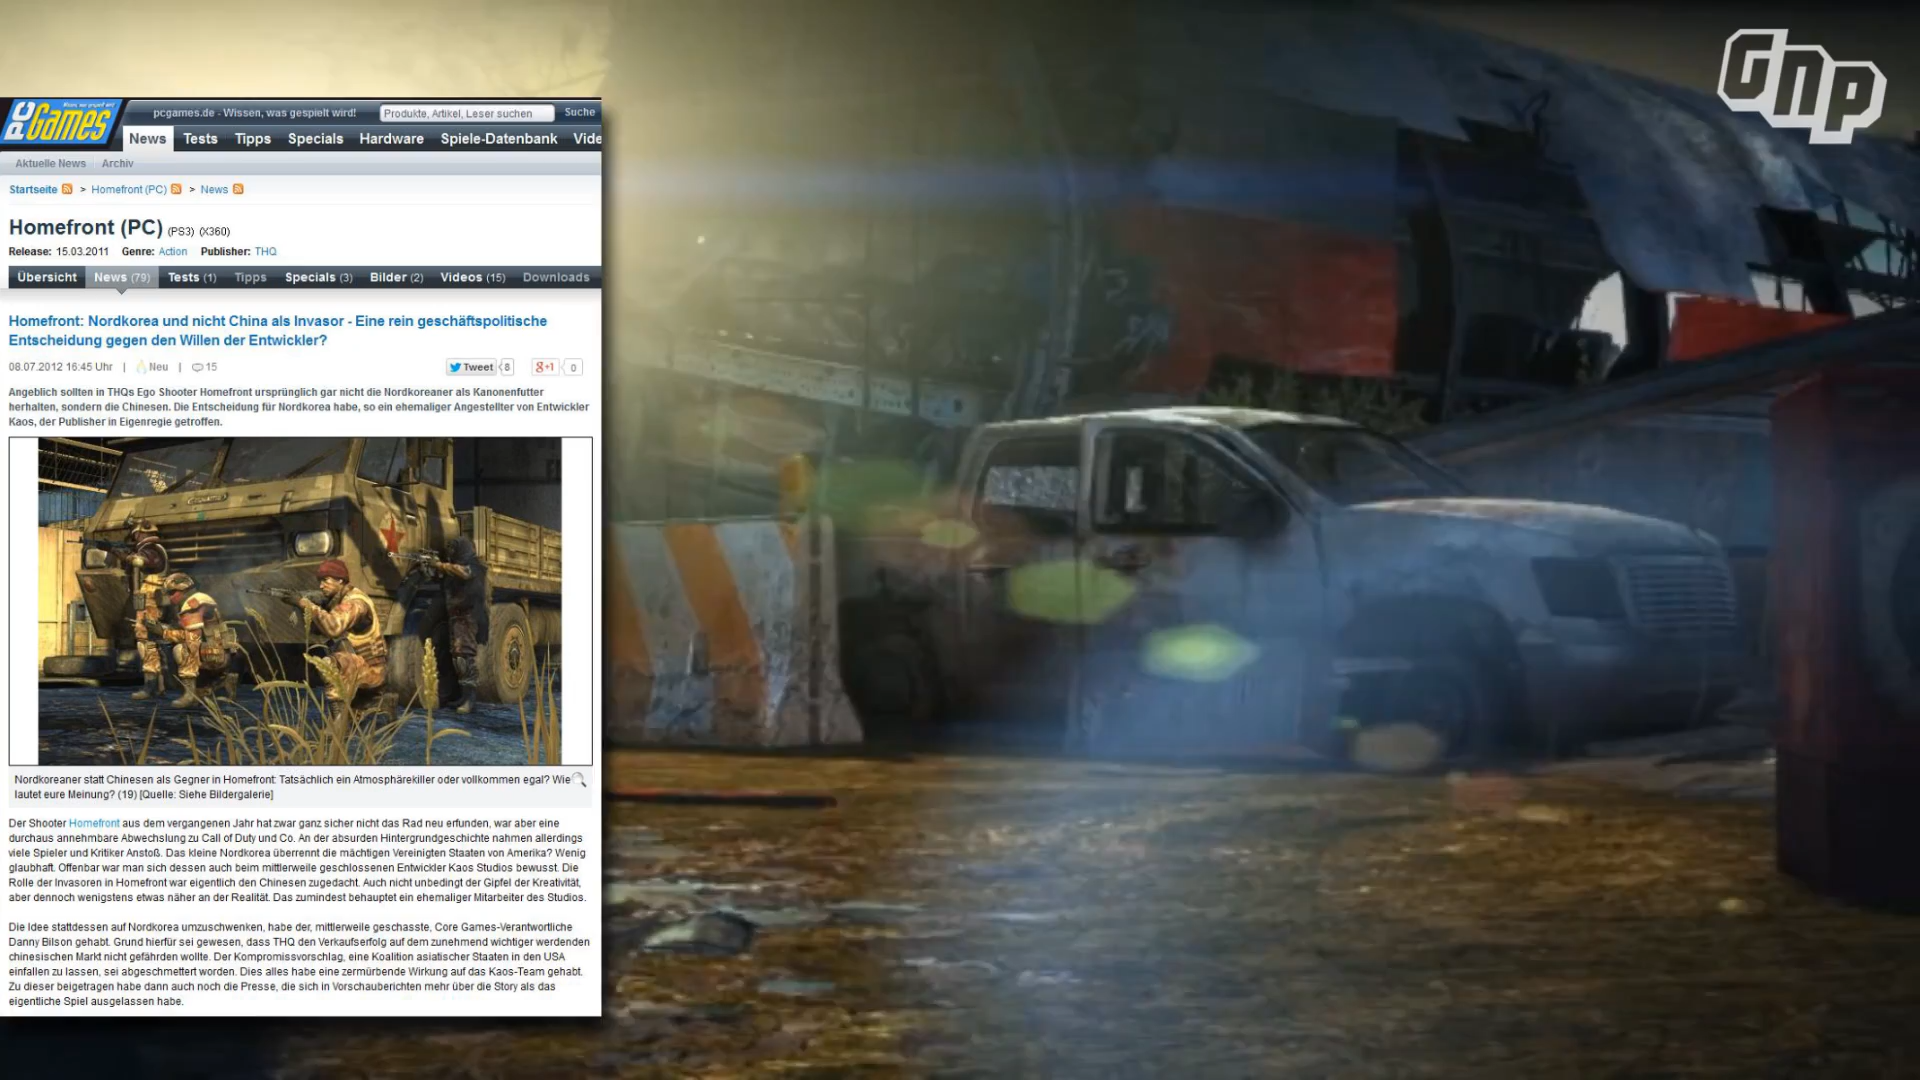 GNP
PC Games
Wissen, was gespielt wird!
pcgames.de - Wissen, was gespielt wird!
Produkte, Artikel, Leser suchen
Suche
News Tests Tipps Specials Hardware Spiele-Datenbank Vide
Aktuelle News Archiv
Startseite > Homefront (PC) > News
Homefront (PC) (PS3) (X360)
Release: 15.03.2011 Genre: Action Publisher: THQ
Übersicht News (79) Tests (1) Tipps Specials (3) Bilder (2) Videos (15) Downloads
Homefront: Nordkorea und nicht China als Invasor - Eine rein geschäftspolitische
Entscheidung gegen den Willen der Entwickler?
08.07.2012 16:45 Uhr | Neu | 15
Tweet 8 g+1 0
Angeblich sollten in THQs Ego Shooter Homefront ursprünglich gar nicht die Nordkoreaner als Kanonenfutter
herhalten, sondern die Chinesen. Die Entscheidung für Nordkorea habe, so ein ehemaliger Angestellter von Entwickler
Kaos, der Publisher in Eigenregie getroffen.
Nordkoreaner statt Chinesen als Gegner in Homefront: Tatsächlich ein Atmosphärekiller oder vollkommen egal? Wie
lautet eure Meinung? (19) [Quelle: Siehe Bildergalerie]
Der Shooter Homefront aus dem vergangenen Jahr hat zwar ganz sicher nicht das Rad neu erfunden, war aber eine
durchaus annehmbare Abwechslung zu Call of Duty und Co. An der absurden Hintergrundgeschichte nahmen allerdings
viele Spieler und Kritiker Anstoß. Das kleine Nordkorea überrennt die mächtigen Vereinigten Staaten von Amerika? Wenig
glaubhaft. Offenbar war man sich dessen auch beim mittlerweile geschlossenen Entwickler Kaos Studios bewusst. Die
Rolle der Invasoren in Homefront war eigentlich den Chinesen zugedacht. Auch nicht unbedingt der Gipfel der Kreativität,
aber dennoch wenigstens etwas näher an der Realität. Das zumindest behauptet ein ehemaliger Mitarbeiter des Studios.
Die Idee stattdessen auf Nordkorea umzuschwenken, habe der, mittlerweile geschasste, Core Games-Verantwortliche
Danny Bilson gehabt. Grund hierfür sei gewesen, dass THQ den Verkaufserfolg auf dem zunehmend wichtiger werdenden
chinesischen Markt nicht gefährden wollte. Der Kompromissvorschlag, eine Koalition asiatischer Staaten in den USA
einfallen zu lassen, sei abgeschmettert worden. Dies alles habe eine zermürbende Wirkung auf das Kaos-Team gehabt.
Zu dieser beigetragen habe dann auch noch die Presse, die sich in Vorschauberichten mehr über die Story als das
eigentliche Spiel ausgelassen habe.